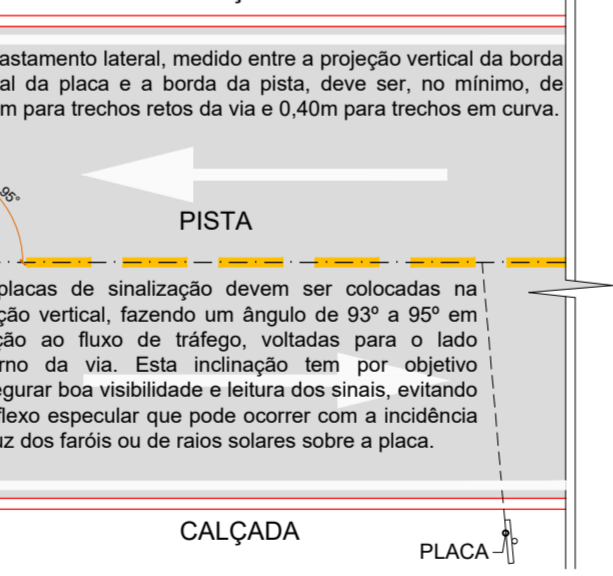 astamento lateral, medido entre a projeção vertical da borda
al da placa e a borda da pista, deve ser, no mínimo, de
m para trechos retos da via e 0,40m para trechos em curva.
95°
PISTA
placas de sinalização devem ser colocadas na
ção vertical, fazendo um ângulo de 93º a 95º em
ção ao fluxo de tráfego, voltadas para o lado
rno da via. Esta inclinação tem por objetivo
egurar boa visibilidade e leitura dos sinais, evitando
flexo especular que pode ocorrer com a incidência
uz dos faróis ou de raios solares sobre a placa.
CALÇADA
PLACA